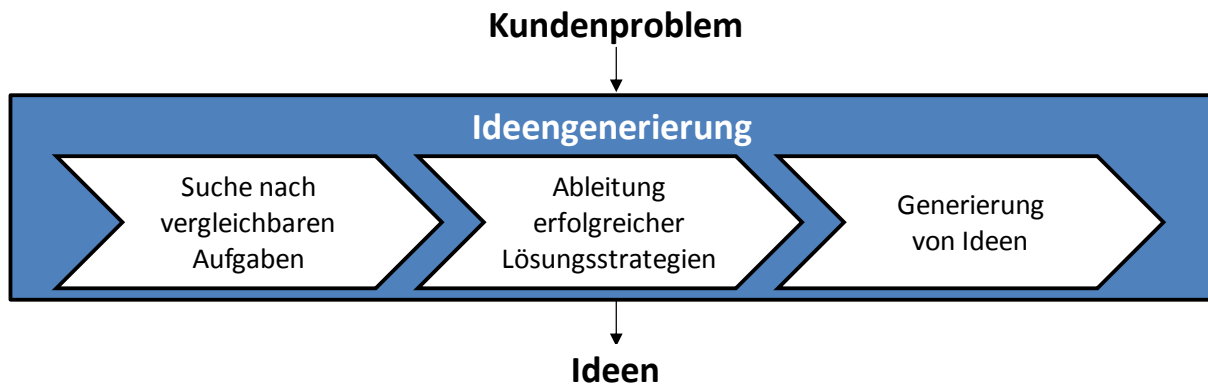 Kundenproblem
Ideengenerierung
Suche nach
vergleichbaren
Aufgaben
Ableitung
erfolgreicher
Lösungsstrategien
Generierung
von Ideen
Ideen